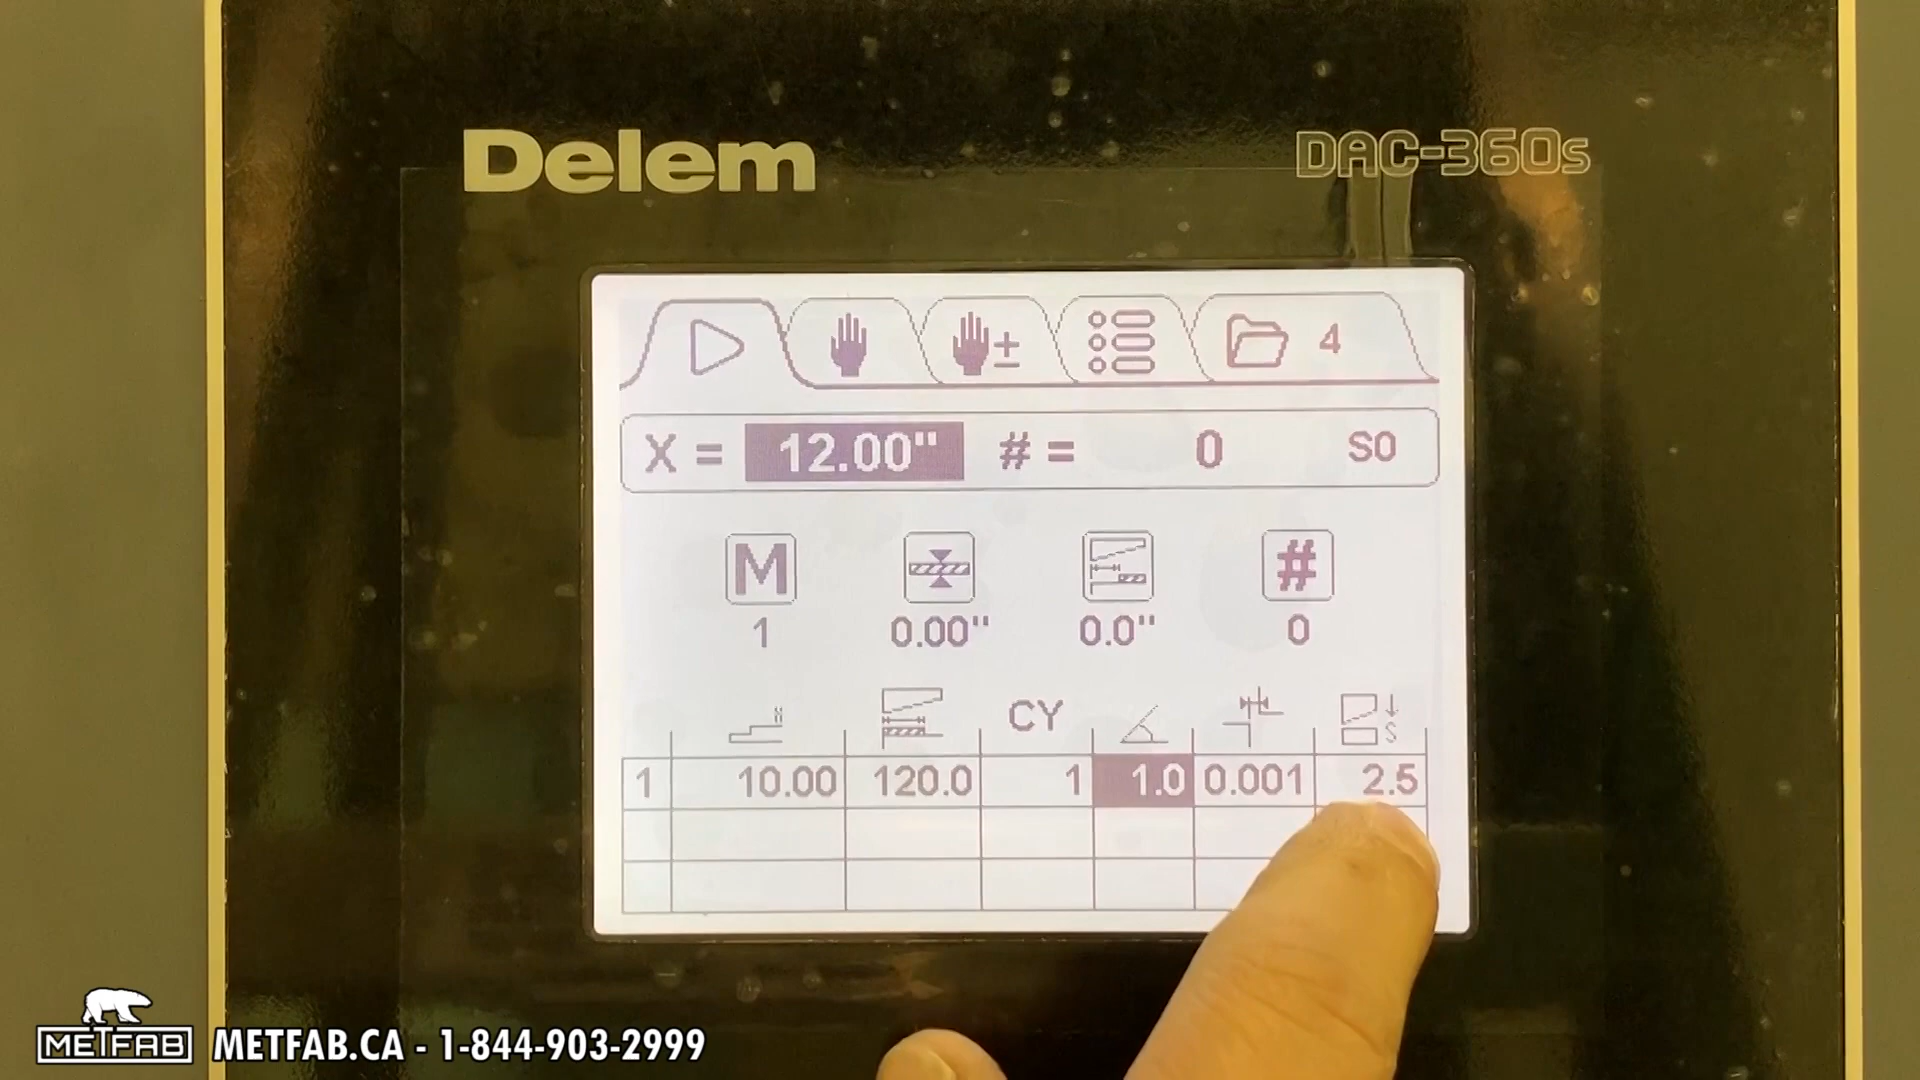 Delem DAC-360s
4
X = 12.00" # = 0 S0
M #
1 0.00" 0.0" 0
CY S
1 10.00 120.0 1 1.0 0.001 2.5
METFAB METFAB.CA - 1-844-903-2999